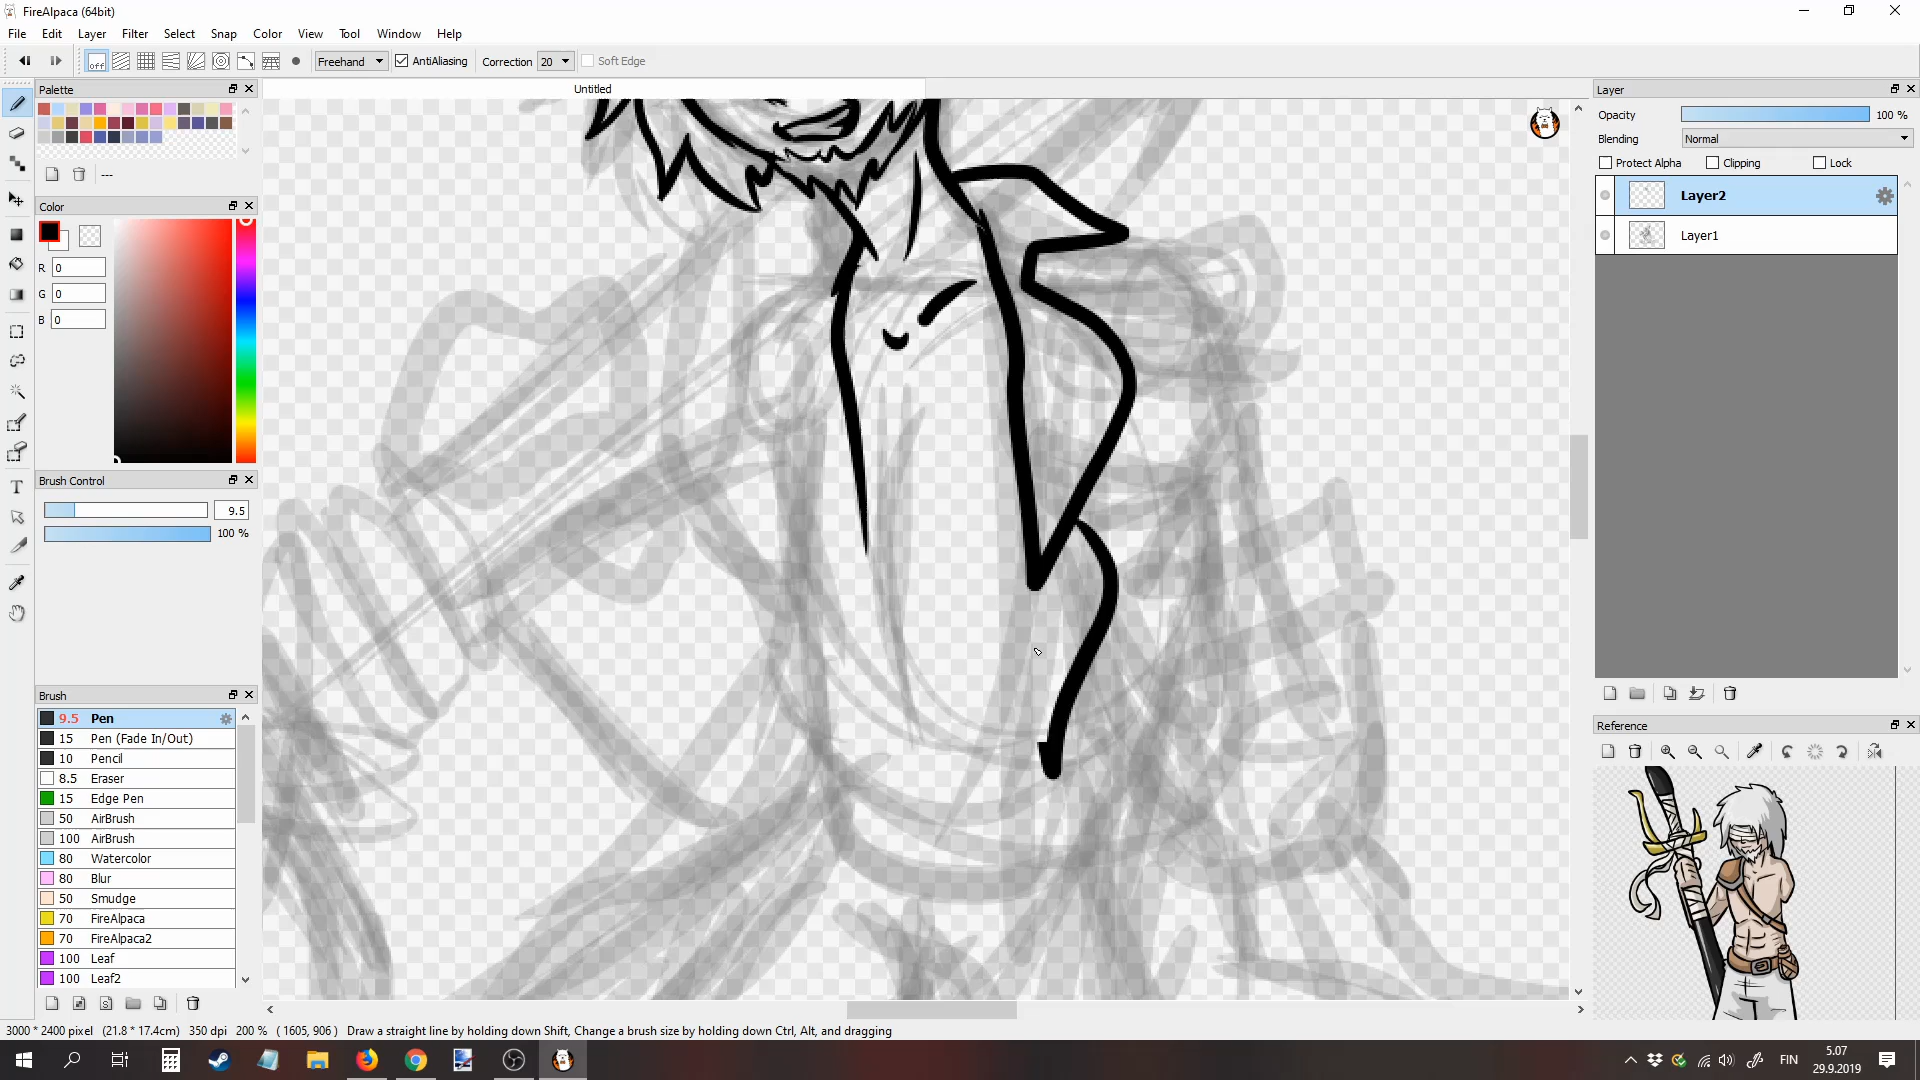 FireAlpaca (64bit)
File Edit Layer Filter Select Snap Color View Tool Window Help
off Freehand AntiAliasing Correction 20 Soft Edge
Palette
Untitled
Layer
Opacity 100 %
Blending Normal
Protect Alpha Clipping Lock
---
Layer2
Color
Layer1
R 0
G 0
B 0
Brush Control
9.5
100 %
Brush
9.5 Pen
15 Pen (Fade In/Out)
10 Pencil
8.5 Eraser
15 Edge Pen
50 AirBrush
100 AirBrush
80 Watercolor
80 Blur
50 Smudge
70 FireAlpaca
70 FireAlpaca2
100 Leaf
100 Leaf2
Reference
3000 * 2400 pixel (21.8 * 17.4cm) 350 dpi 200 % ( 1605, 906 ) Draw a straight line by holding down Shift, Change a brush size by holding down Ctrl, Alt, and dragging
FIN
5.07
29.9.2019